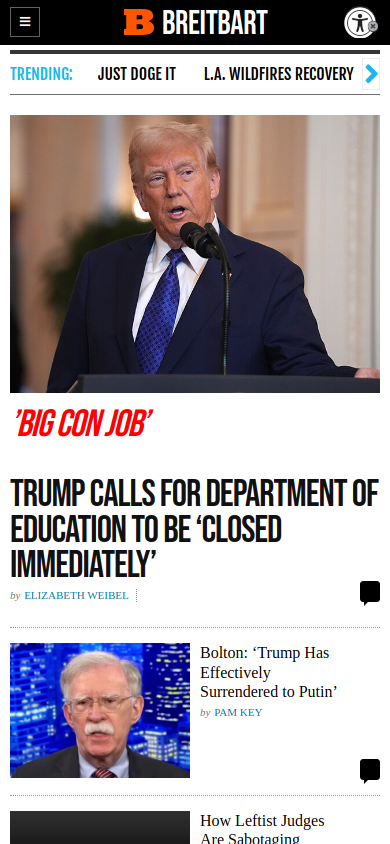 BREITBART
TRENDING: JUST DOGE IT L.A. WILDFIRES RECOVERY
'BIG CON JOB'
TRUMP CALLS FOR DEPARTMENT OF
EDUCATION TO BE ‘CLOSED
IMMEDIATELY’
by ELIZABETH WEIBEL
Bolton: ‘Trump Has
Effectively
Surrendered to Putin’
by PAM KEY
How Leftist Judges
Are Sabotaging